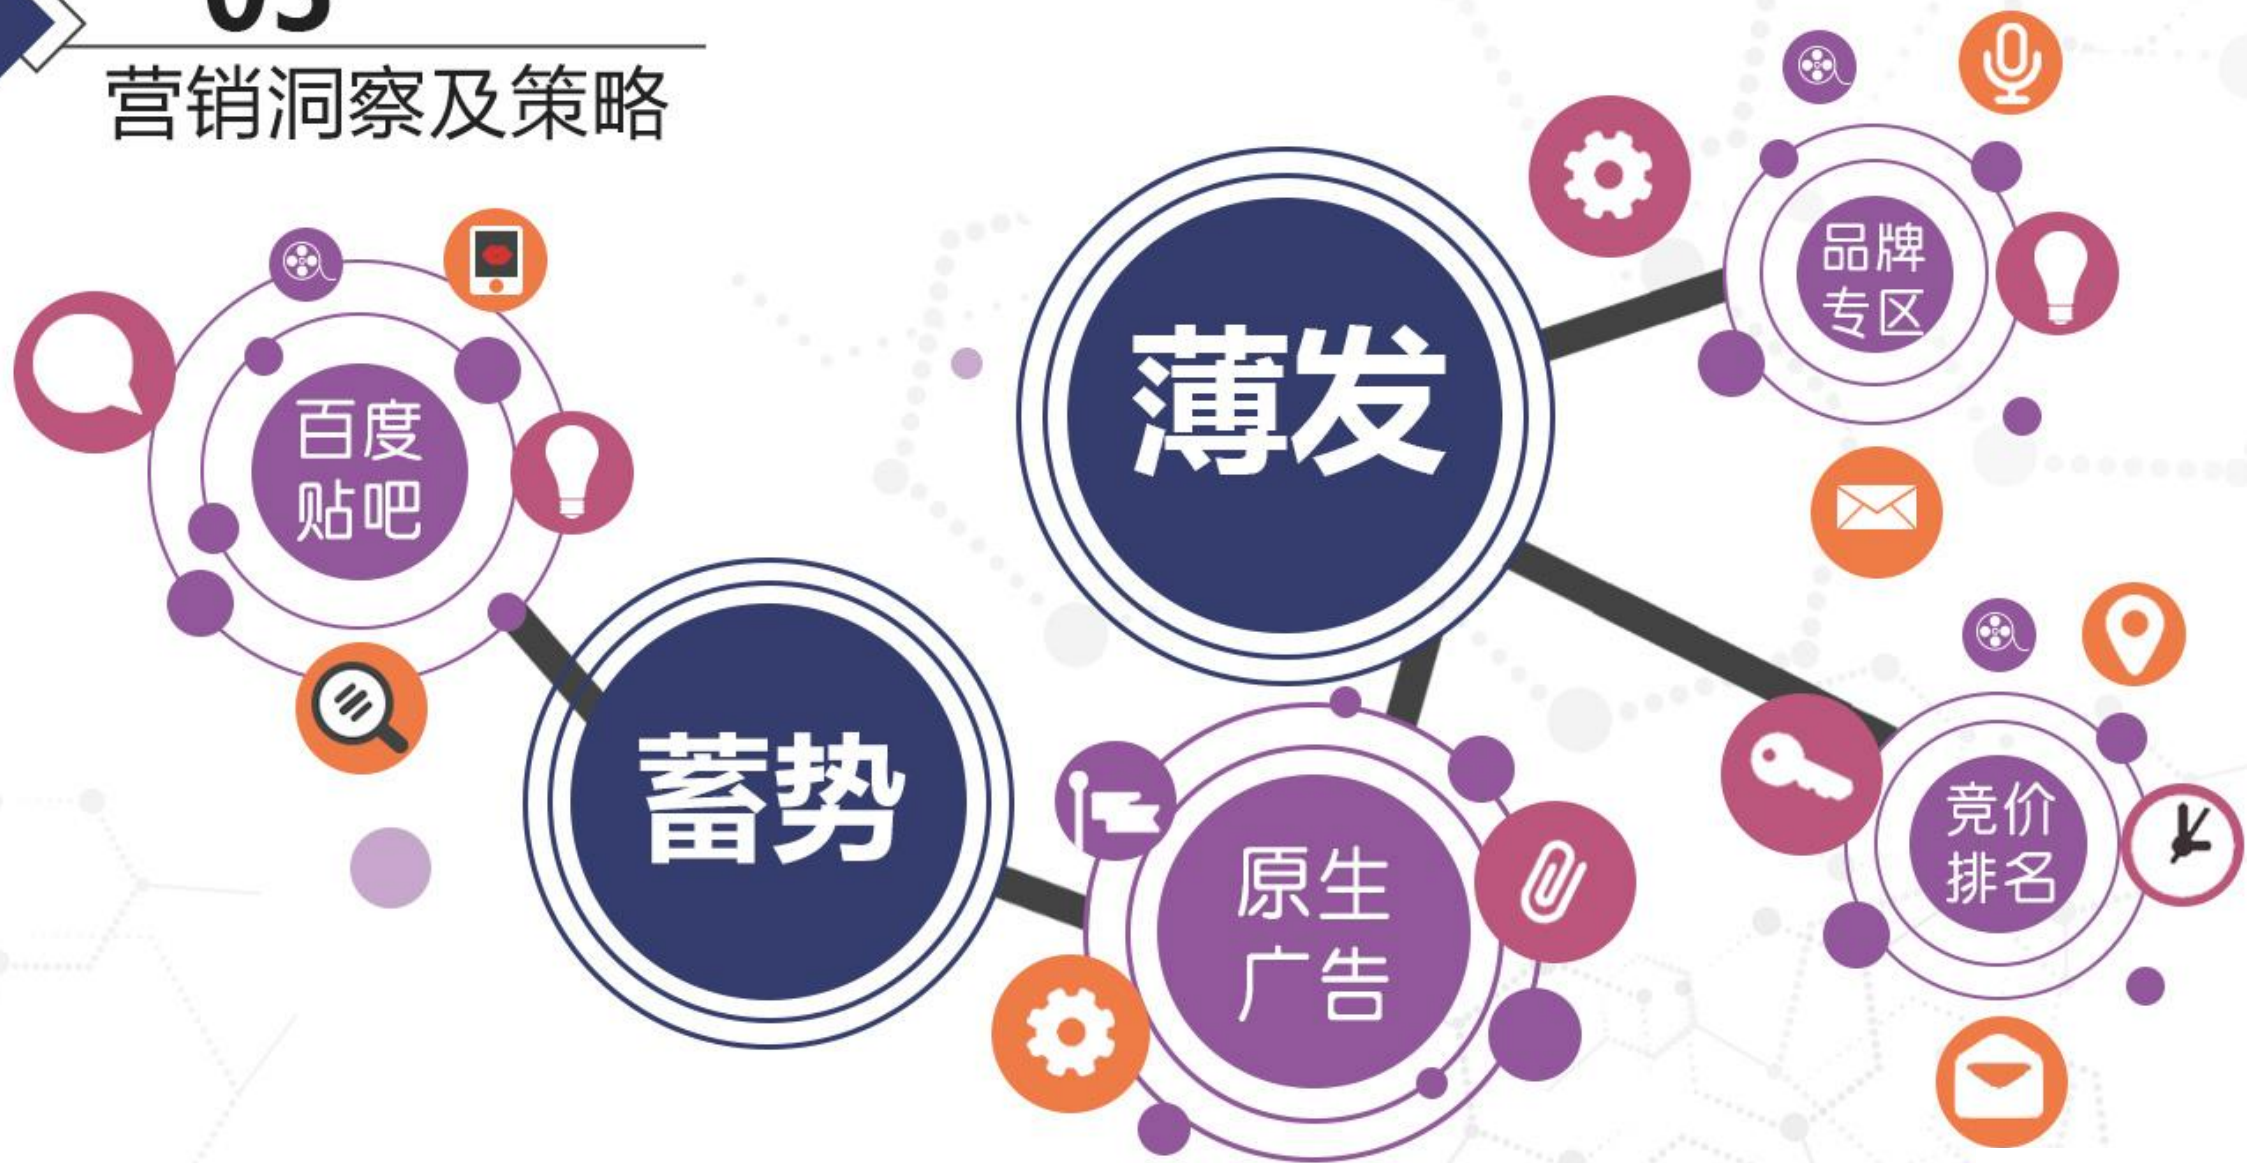 营销洞察及策略
薄发
品牌
专区
百度
贴吧
蓄势
原生
广告
竞价
排名